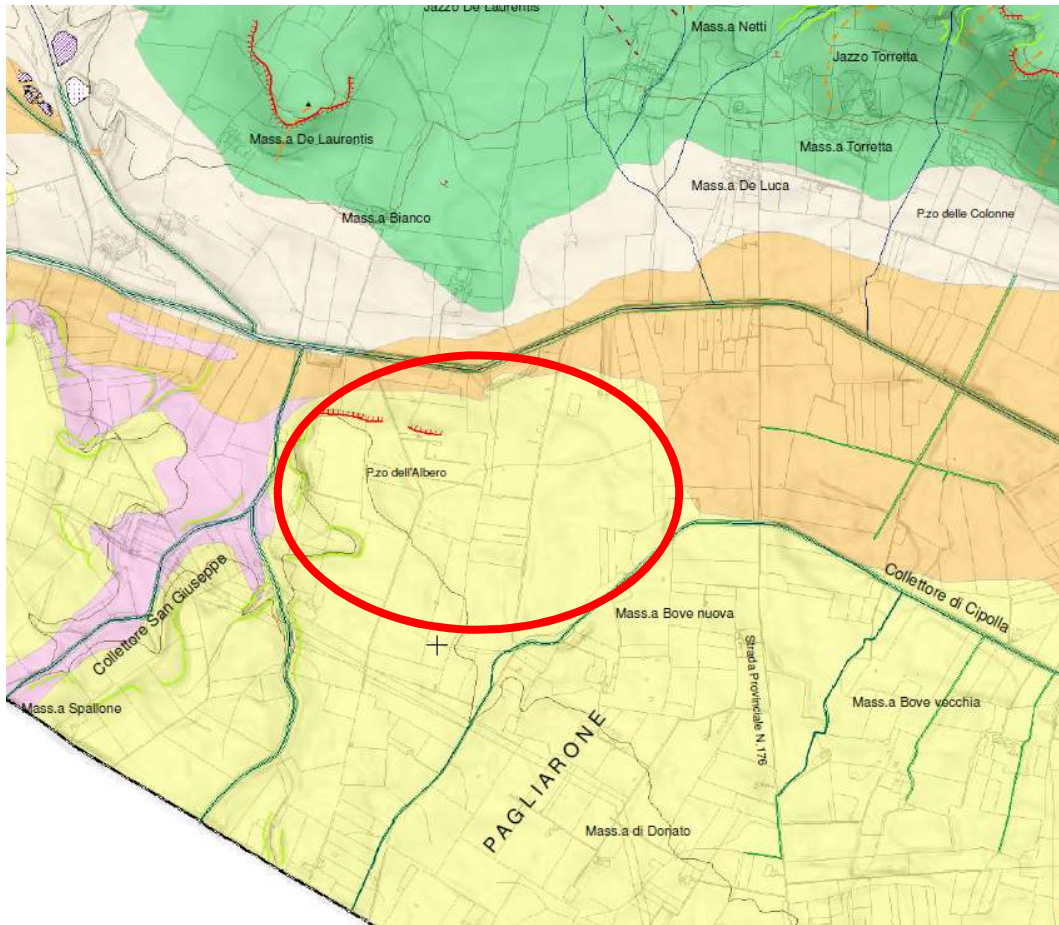 Jazzo De Laurentis
Mass.a Netti
Jazzo Torretta
Mass.a De Laurentis
Mass.a Torretta
Mass.a De Luca
Mass.a Bianco
P.zo delle Colonne
P.zo dell'Albero
Collettore San Giuseppe
Collettore di Cipolla
Mass.a Bove nuova
Strada Provinciale N.176
Mass.a Spallone
Mass.a Bove vecchia
PAGLIARONE
Mass.a di Donato